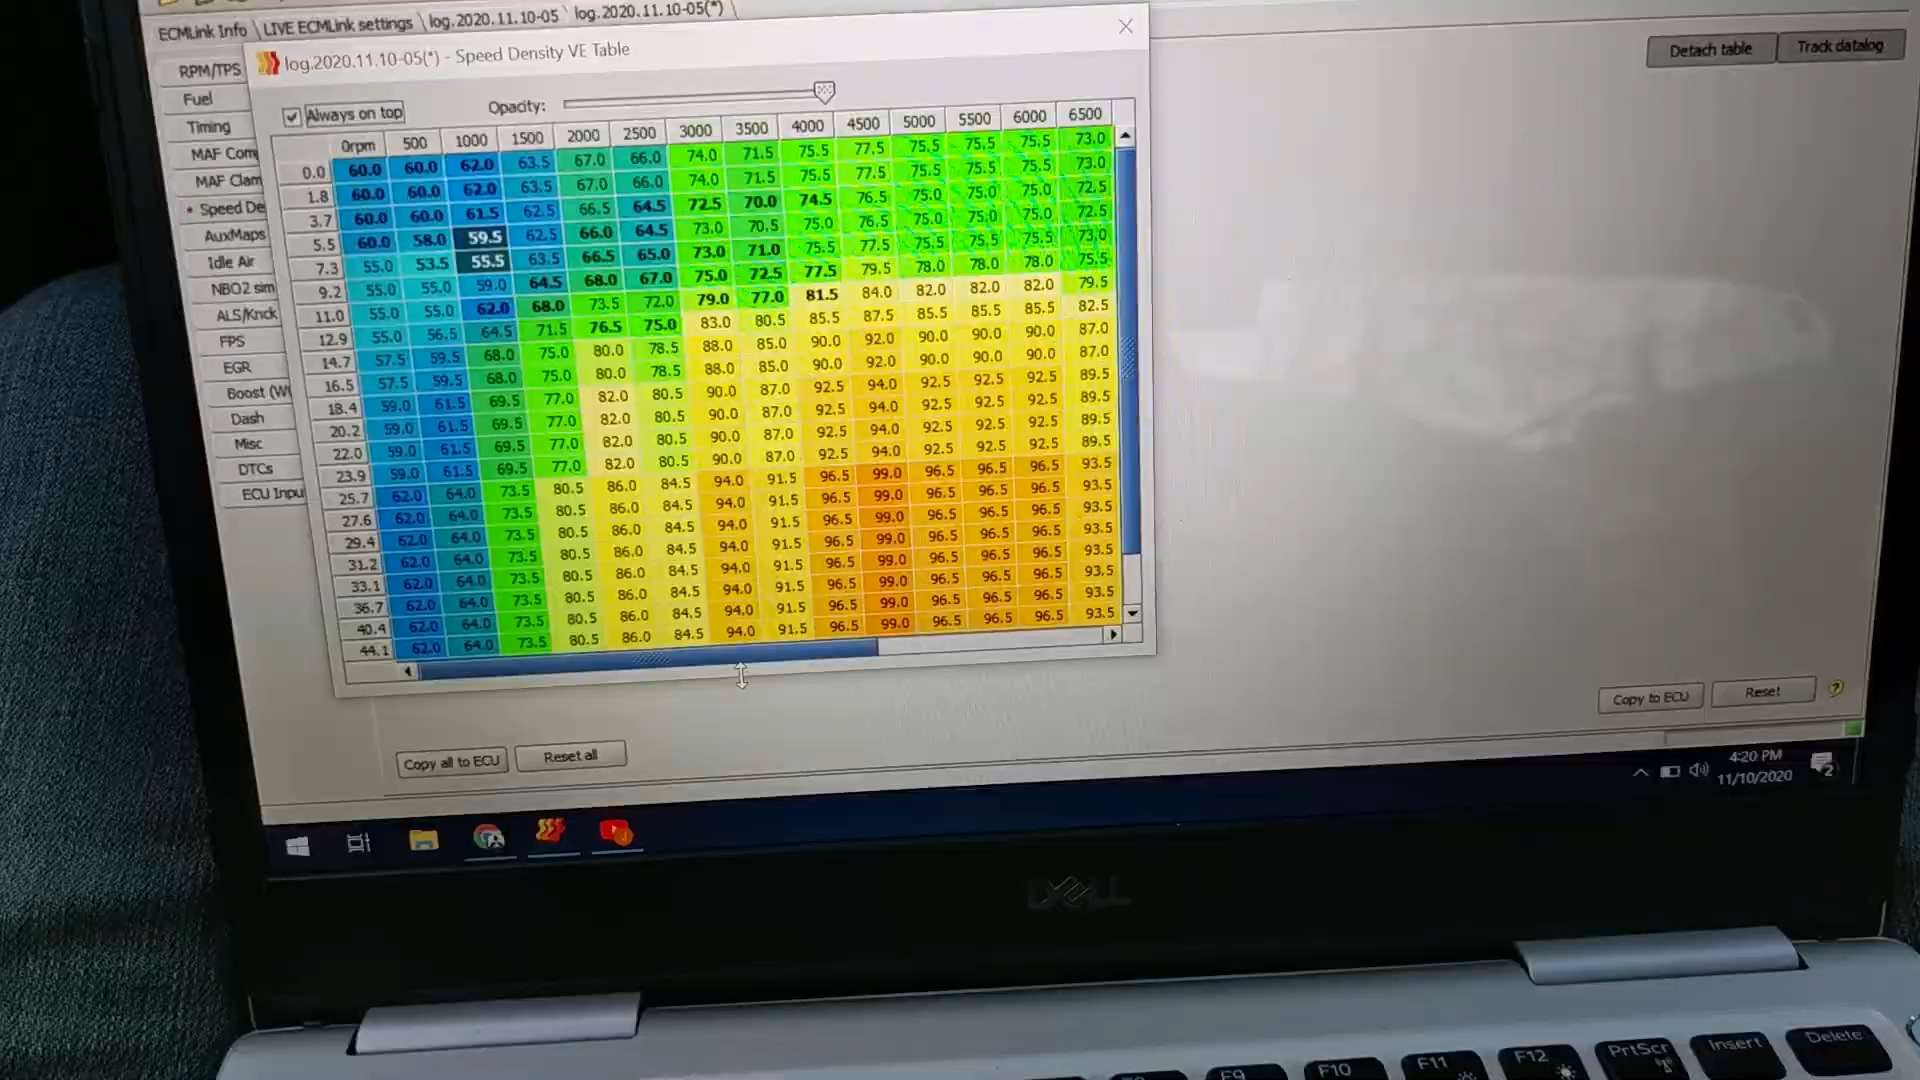 ECMLink Info
LIVE ECMLink settings
log.2020.11.10-05
log.2020.11.10-05(*)
Detach table
Track datalog
RPM/TPS
Fuel
Timing
MAF Com
MAF Clam
Speed De
AuxMaps
Idle Air
NBO2 sim
ALS/Knck
FPS
EGR
Boost (W
Dash
Misc
DTCs
ECU Inpu
log.2020.11.10-05(*) - Speed Density VE Table
Always on top
Opacity:
0rpm 500 1000 1500 2000 2500 3000 3500 4000 4500 5000 5500 6000 6500
0.0 60.0 60.0 62.0 63.5 67.0 66.0 74.0 71.5 75.5 77.5 75.5 75.5 75.5 73.0
1.8 60.0 60.0 62.0 63.5 67.0 66.0 74.0 71.5 75.5 77.5 75.5 75.5 75.5 73.0
3.7 60.0 60.0 61.5 62.5 66.5 64.5 72.5 70.0 74.5 76.5 75.0 75.0 75.0 72.5
5.5 60.0 58.0 59.5 62.5 66.0 64.5 73.0 70.5 75.0 76.5 75.0 75.0 75.0 72.5
7.3 55.0 53.5 55.5 63.5 66.5 65.0 73.0 71.0 75.5 77.5 75.5 75.5 75.5 73.0
9.2 55.0 55.0 59.0 64.5 68.0 67.0 75.0 72.5 77.5 79.5 78.0 78.0 78.0 75.5
11.0 55.0 55.0 62.0 68.0 73.5 72.0 79.0 77.0 81.5 84.0 82.0 82.0 82.0 79.5
12.9 55.0 56.5 64.5 71.5 76.5 75.0 83.0 80.5 85.5 87.5 85.5 85.5 85.5 82.5
14.7 57.5 59.5 68.0 75.0 80.0 78.5 88.0 85.0 90.0 92.0 90.0 90.0 90.0 87.0
16.5 57.5 59.5 68.0 75.0 80.0 78.5 88.0 85.0 90.0 92.0 90.0 90.0 90.0 87.0
18.4 59.0 61.5 69.5 77.0 82.0 80.5 90.0 87.0 92.5 94.0 92.5 92.5 92.5 89.5
20.2 59.0 61.5 69.5 77.0 82.0 80.5 90.0 87.0 92.5 94.0 92.5 92.5 92.5 89.5
22.0 59.0 61.5 69.5 77.0 82.0 80.5 90.0 87.0 92.5 94.0 92.5 92.5 92.5 89.5
23.9 59.0 61.5 69.5 77.0 82.0 80.5 90.0 87.0 92.5 94.0 92.5 92.5 92.5 89.5
25.7 62.0 64.0 73.5 80.5 86.0 84.5 94.0 91.5 96.5 99.0 96.5 96.5 96.5 93.5
27.6 62.0 64.0 73.5 80.5 86.0 84.5 94.0 91.5 96.5 99.0 96.5 96.5 96.5 93.5
29.4 62.0 64.0 73.5 80.5 86.0 84.5 94.0 91.5 96.5 99.0 96.5 96.5 96.5 93.5
31.2 62.0 64.0 73.5 80.5 86.0 84.5 94.0 91.5 96.5 99.0 96.5 96.5 96.5 93.5
33.1 62.0 64.0 73.5 80.5 86.0 84.5 94.0 91.5 96.5 99.0 96.5 96.5 96.5 93.5
36.7 62.0 64.0 73.5 80.5 86.0 84.5 94.0 91.5 96.5 99.0 96.5 96.5 96.5 93.5
40.4 62.0 64.0 73.5 80.5 86.0 84.5 94.0 91.5 96.5 99.0 96.5 96.5 96.5 93.5
44.1 62.0 64.0 73.5 80.5 86.0 84.5 94.0 91.5 96.5 99.0 96.5 96.5 96.5 93.5
Copy to ECU
Reset
?
Copy all to ECU
Reset all
4:20 PM
11/10/2020
2
DELL
F9
F10
F11
F12
PrtScr
Insert
Delete